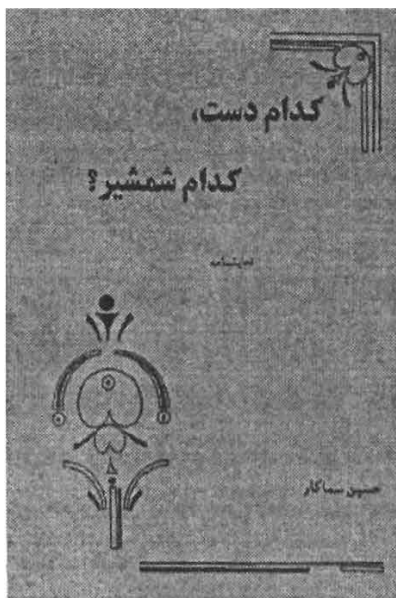 کدام دست،
کدام شمشیر؟
نمایشنامه
حسین سماکار